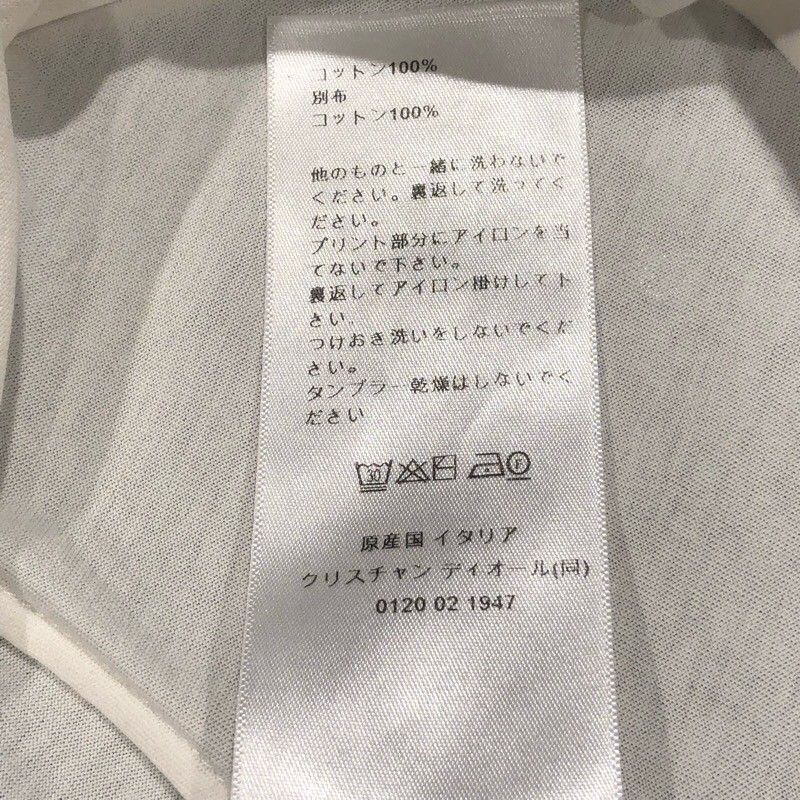 コットン100%
別布
コットン100%
他のものと一緒に洗わないで
ください。裏返して洗ってく
ださい。
プリント部分にアイロンを当
てないで下さい。
裏返してアイロン掛けして下
さい.
つけおき洗いをしないでくだ
さい。
タンブラー乾燥はしないでく
ださい
30 F
原産国 イタリア
クリスチャン ディオール(同)
0120 02 1947